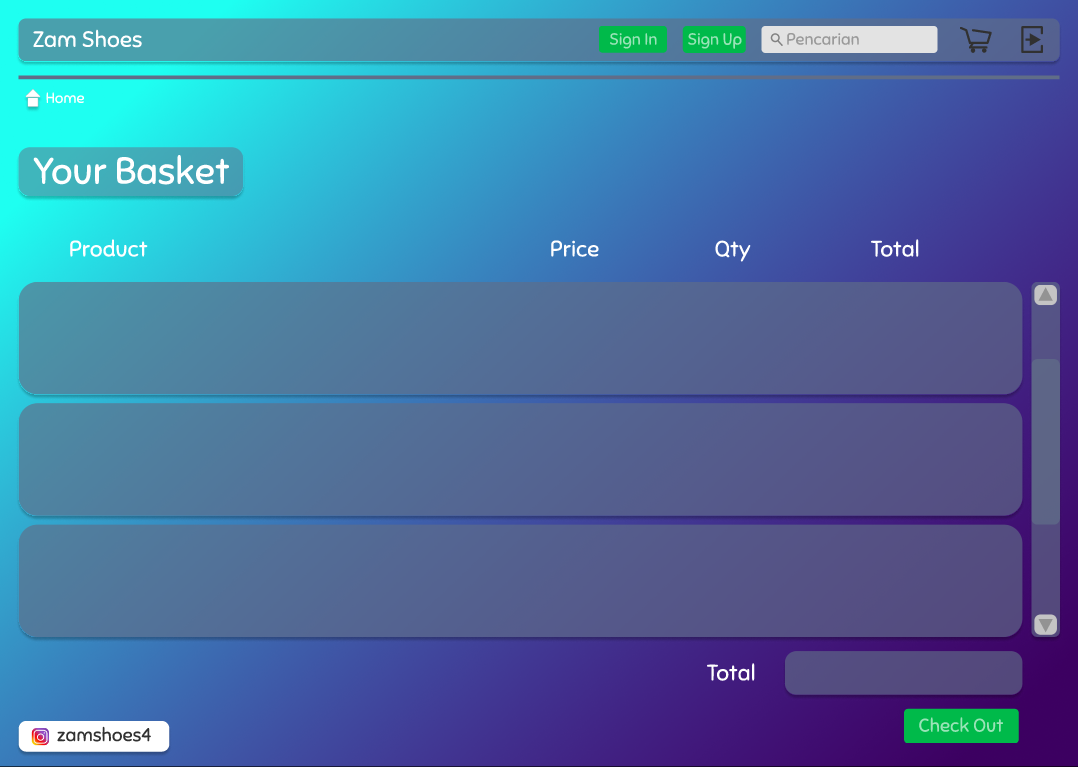 Zam Shoes
Sign In
Sign Up
Pencarian
Home
Your Basket
Product Price Qty Total
Total
Check Out
zamshoes4